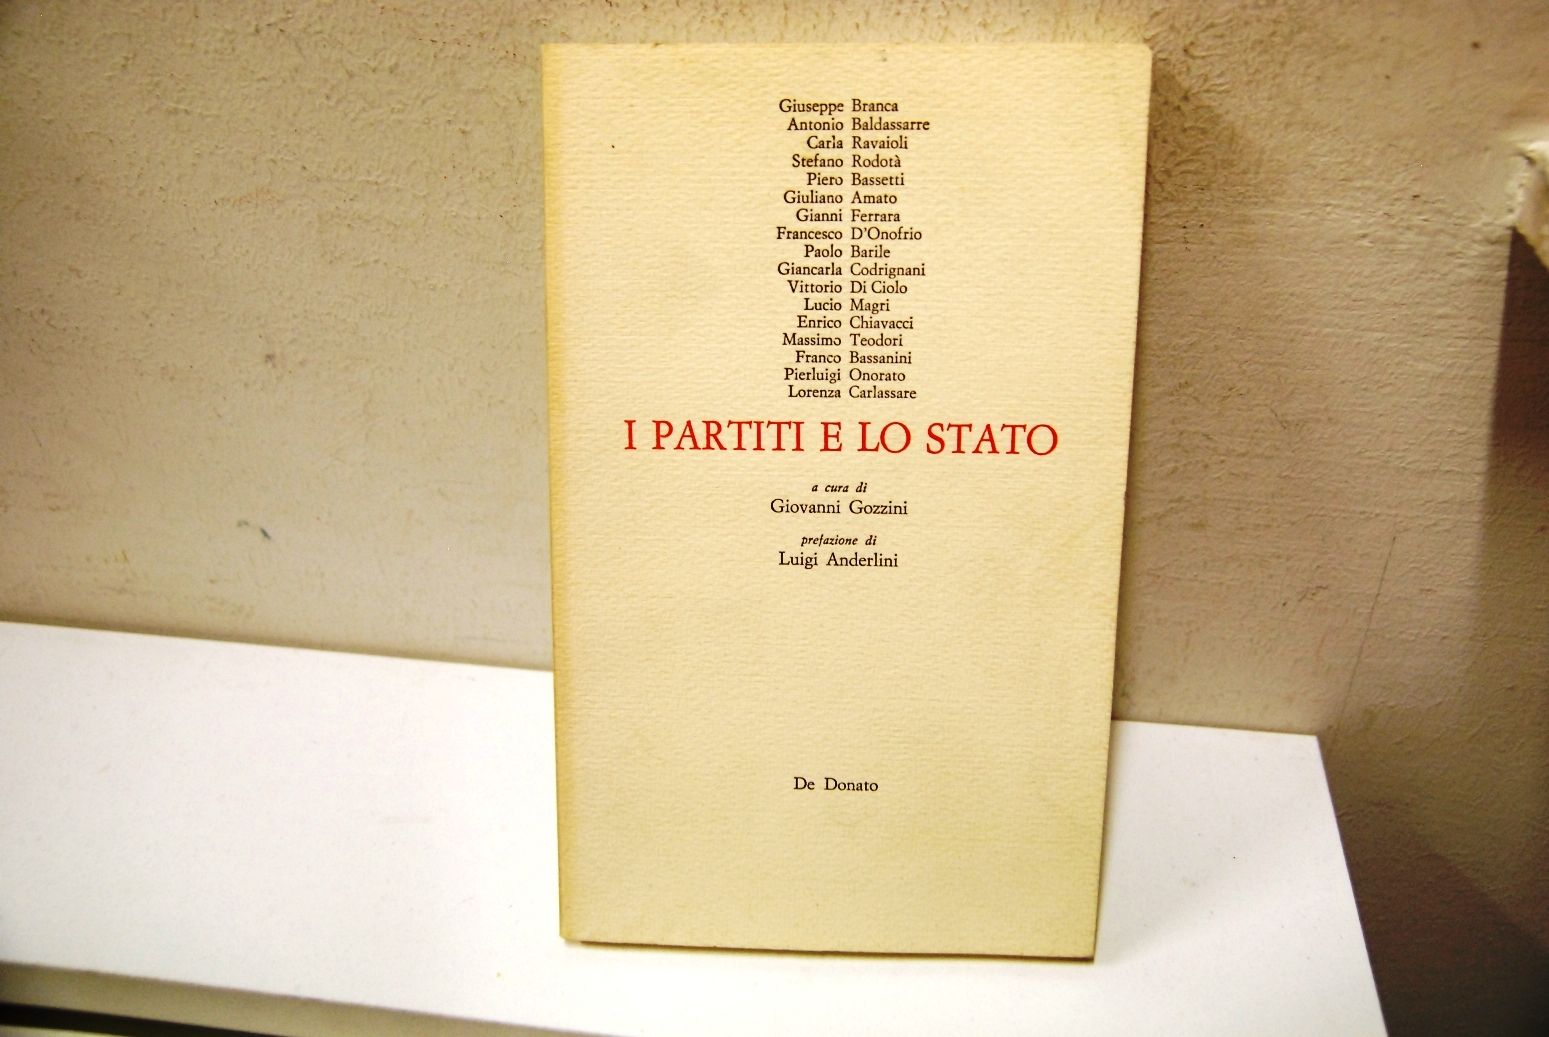 Giuseppe Branca
Antonio Baldassarre
Carla Ravaioli
Stefano Rodotà
Piero Bassetti
Giuliano Amato
Gianni Ferrara
Francesco D'Onofrio
Paolo Barile
Giancarla Codrignani
Vittorio Di Ciolo
Lucio Magri
Enrico Chiavacci
Massimo Teodori
Franco Bassanini
Pierluigi Onorato
Lorenza Carlassare
I PARTITI E LO STATO
a cura di
Giovanni Gozzini
prefazione di
Luigi Anderlini
De Donato